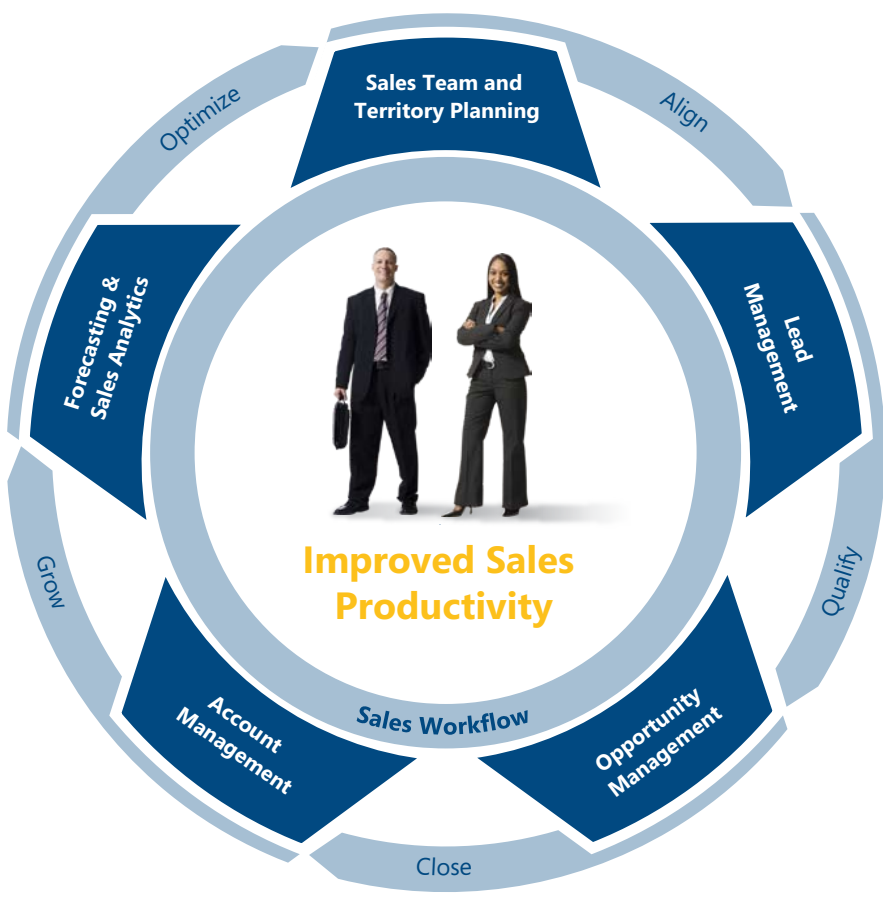 Sales Team and
Territory Planning
Align
Lead
Management
Qualify
Opportunity
Management
Close
Account
Management
Grow
Forecasting &
Sales Analytics
Optimize
Improved Sales
Productivity
Sales Workflow